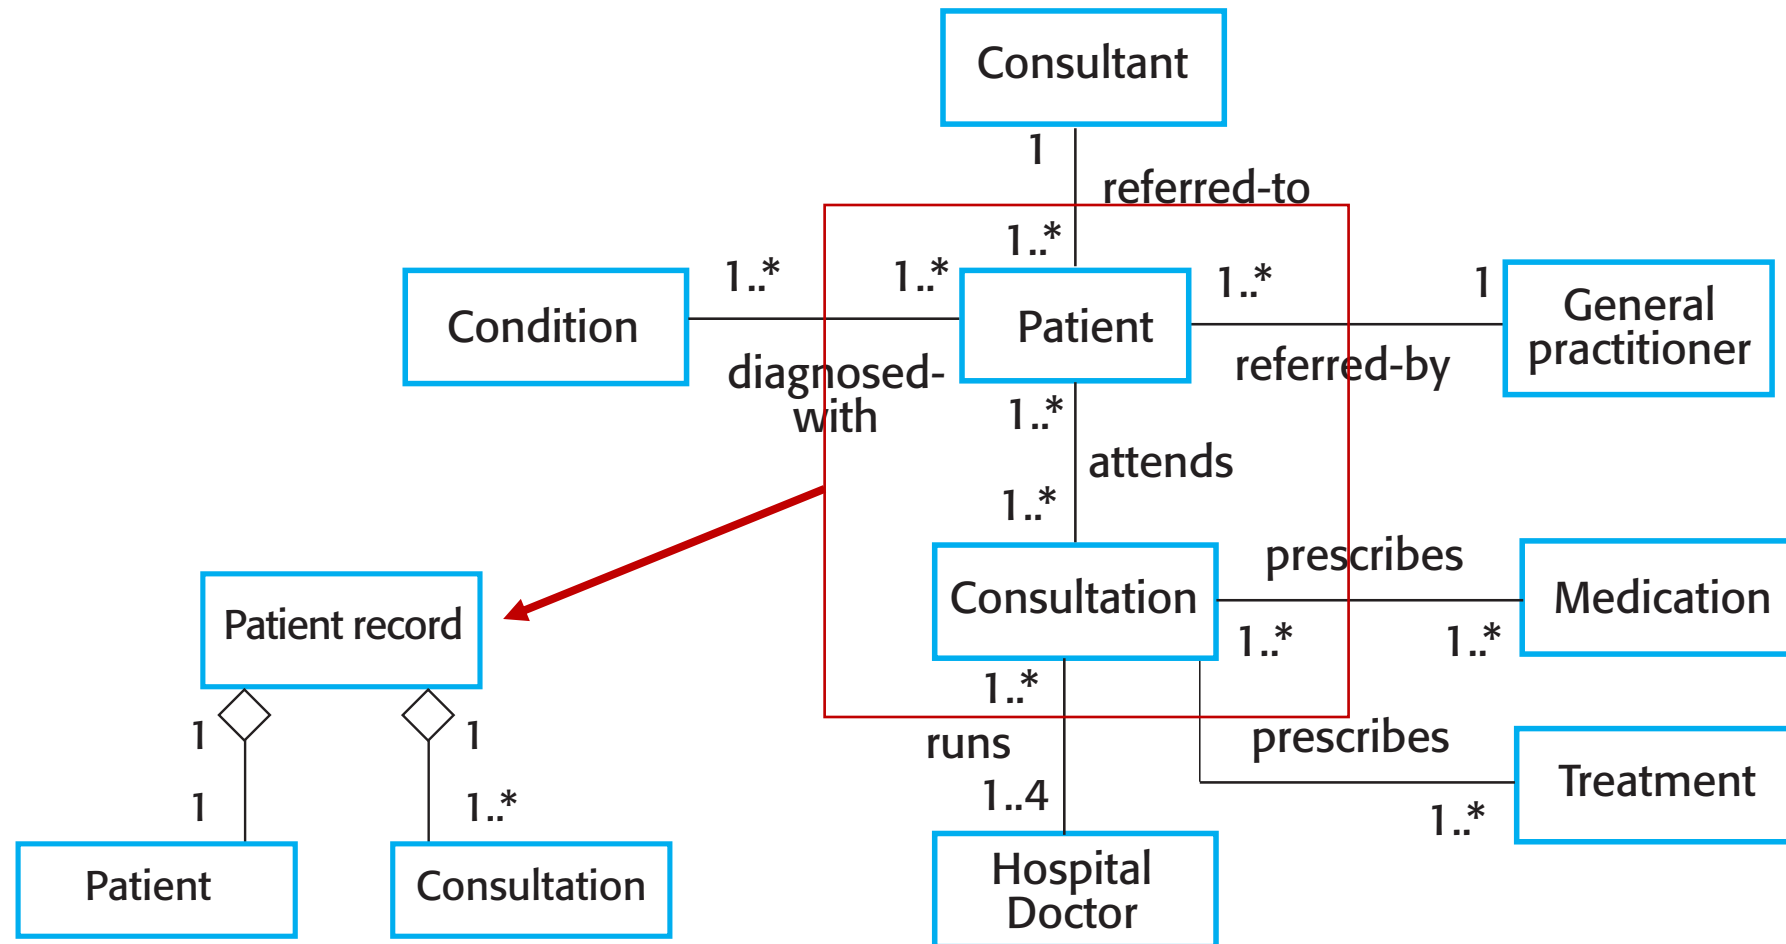 Consultant
1
referred-to
1..*
1..*
1..*
1..*
1
Condition
Patient
General
practitioner
diagnosed-
with
referred-by
1..*
attends
1..*
prescribes
Consultation
Medication
1..*
1..*
1..*
Patient record
runs
prescribes
1
1
1..4
Treatment
1
1..*
1..*
Patient
Consultation
Hospital
Doctor